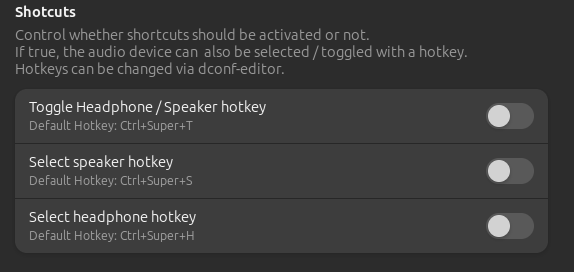 Shotcuts
Control whether shortcuts should be activated or not.
If true, the audio device can  also be selected / toggled with a hotkey.
Hotkeys can be changed via dconf-editor.
Toggle Headphone / Speaker hotkey
Default Hotkey: Ctrl+Super+T
Select speaker hotkey
Default Hotkey: Ctrl+Super+S
Select headphone hotkey
Default Hotkey: Ctrl+Super+H